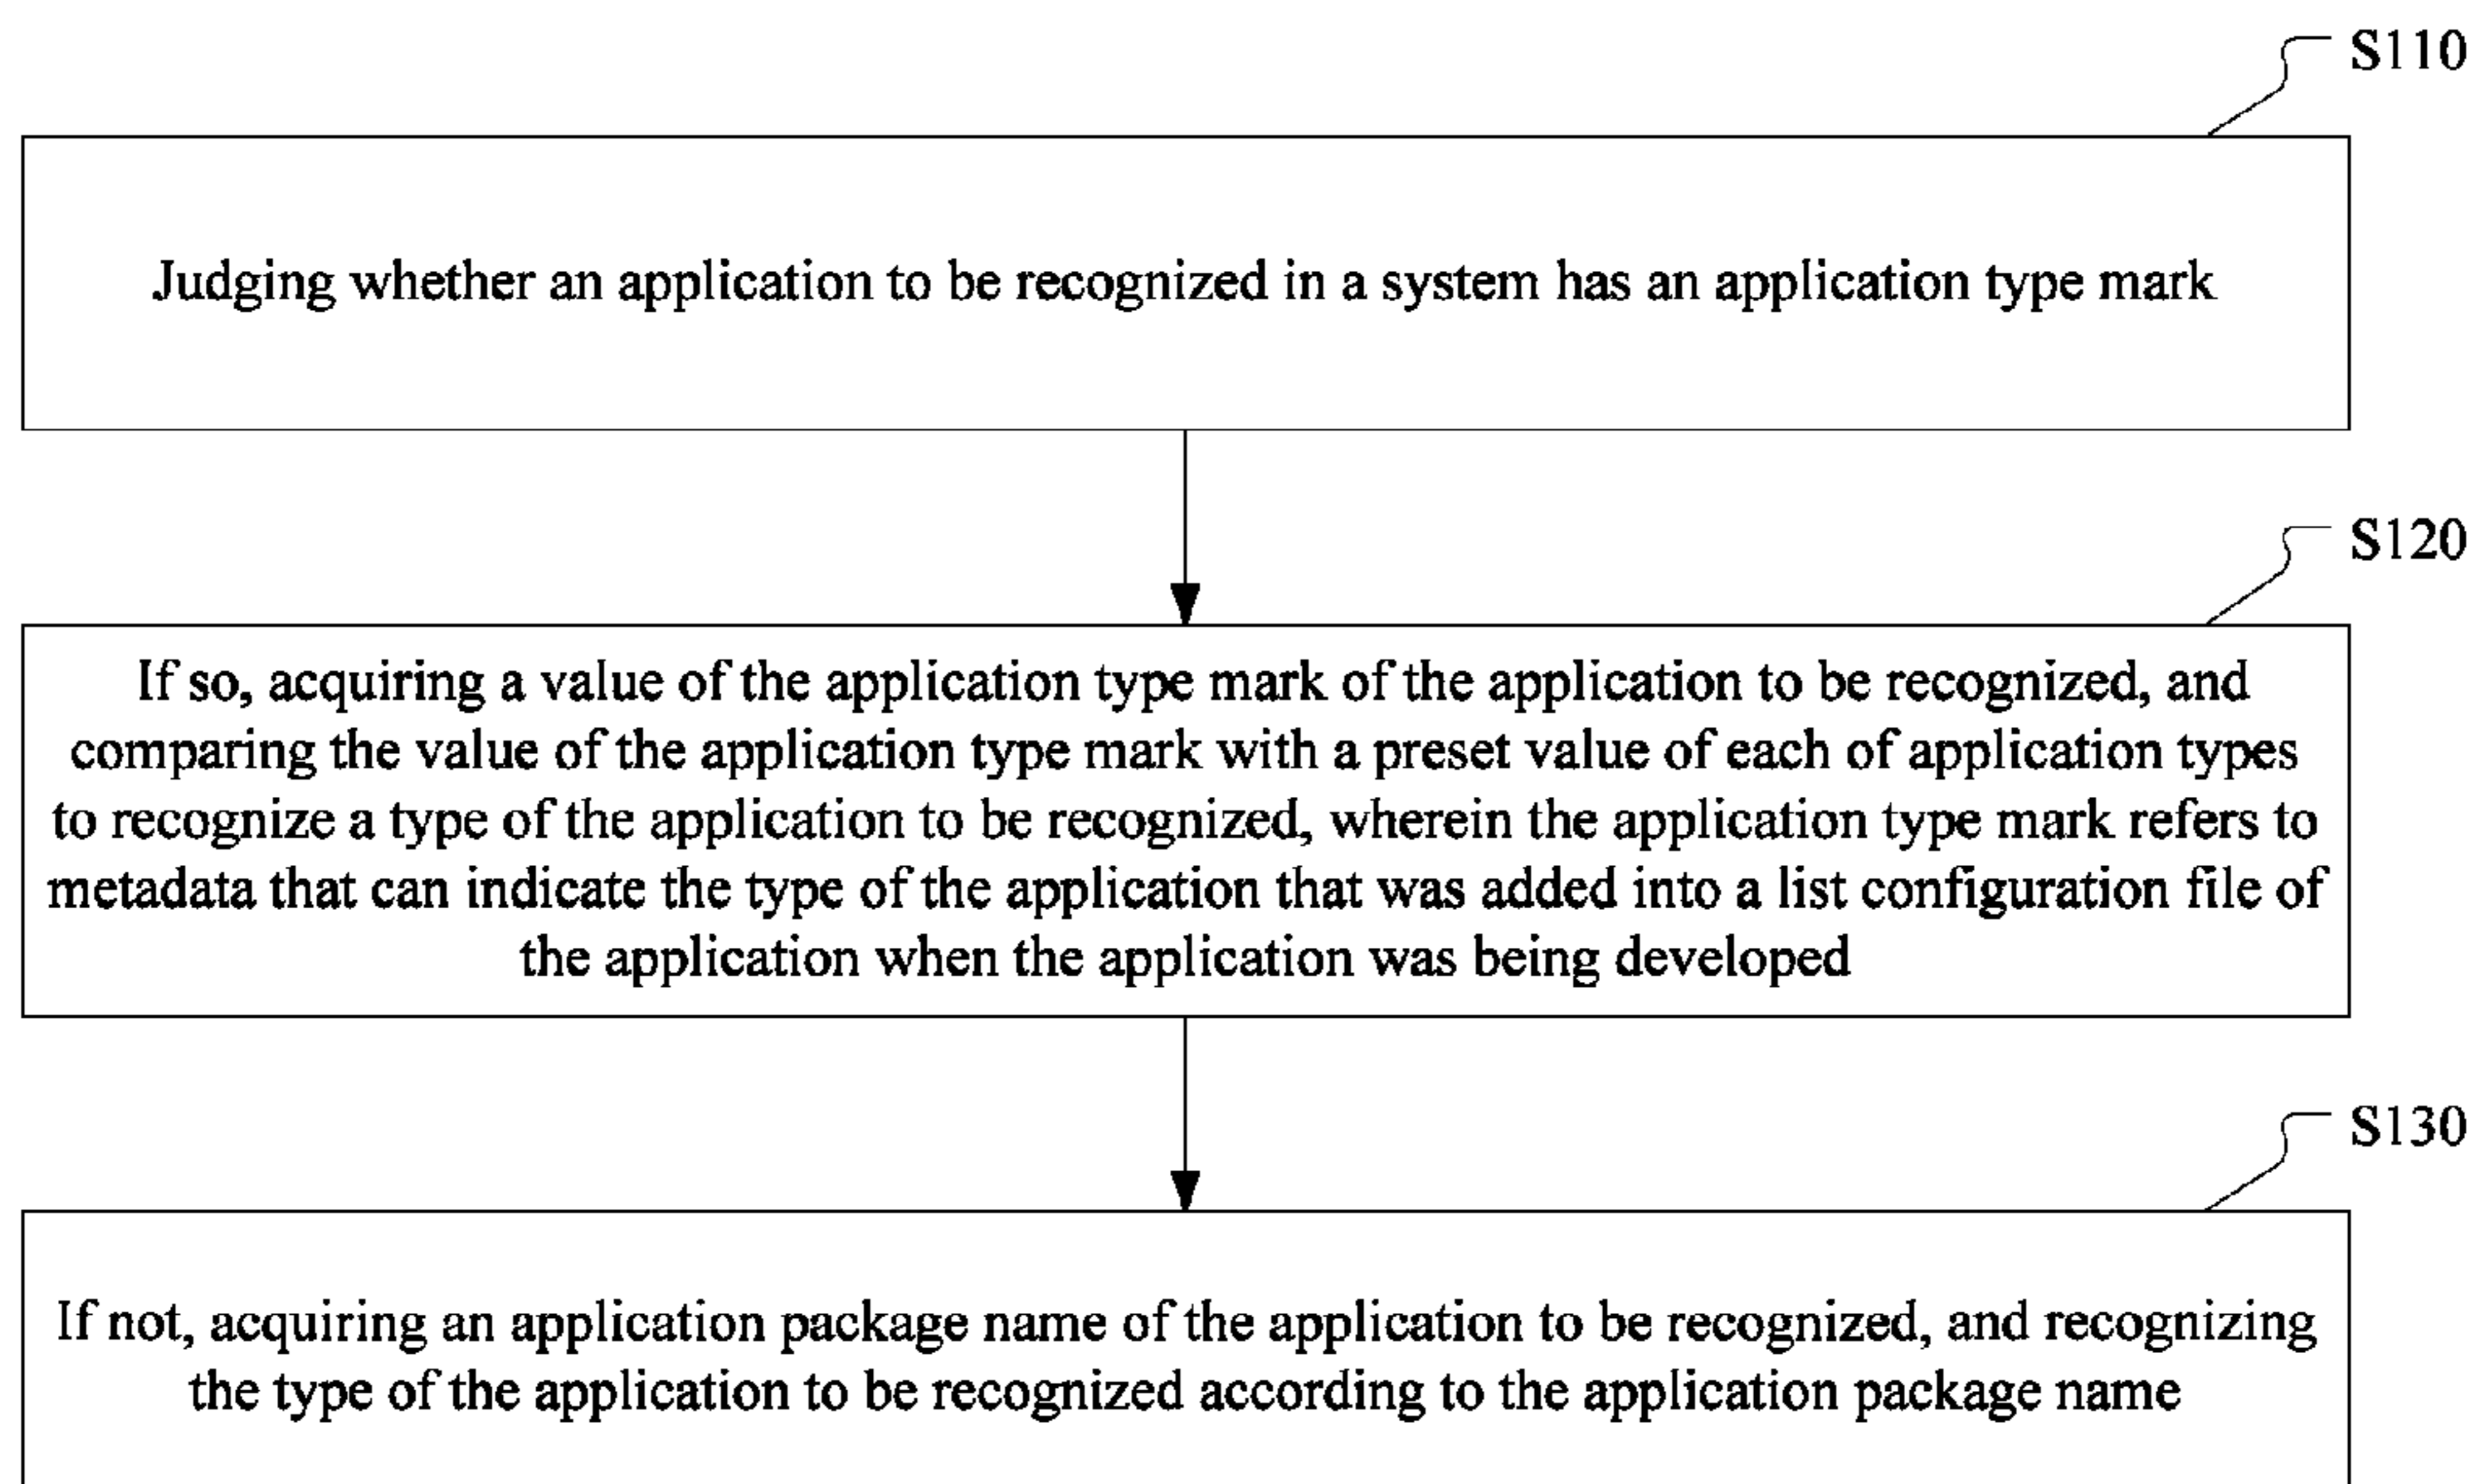 S110
Judging whether an application to be recognized in a system has an application type mark
S120
If so, acquiring a value of the application type mark of the application to be recognized, and
comparing the value of the application type mark with a preset value of each of application types
to recognize a type of the application to be recognized, wherein the application type mark refers to
metadata that can indicate the type of the application that was added into a list configuration file of
the application when the application was being developed
S130
If not, acquiring an application package name of the application to be recognized, and recognizing
the type of the application to be recognized according to the application package name